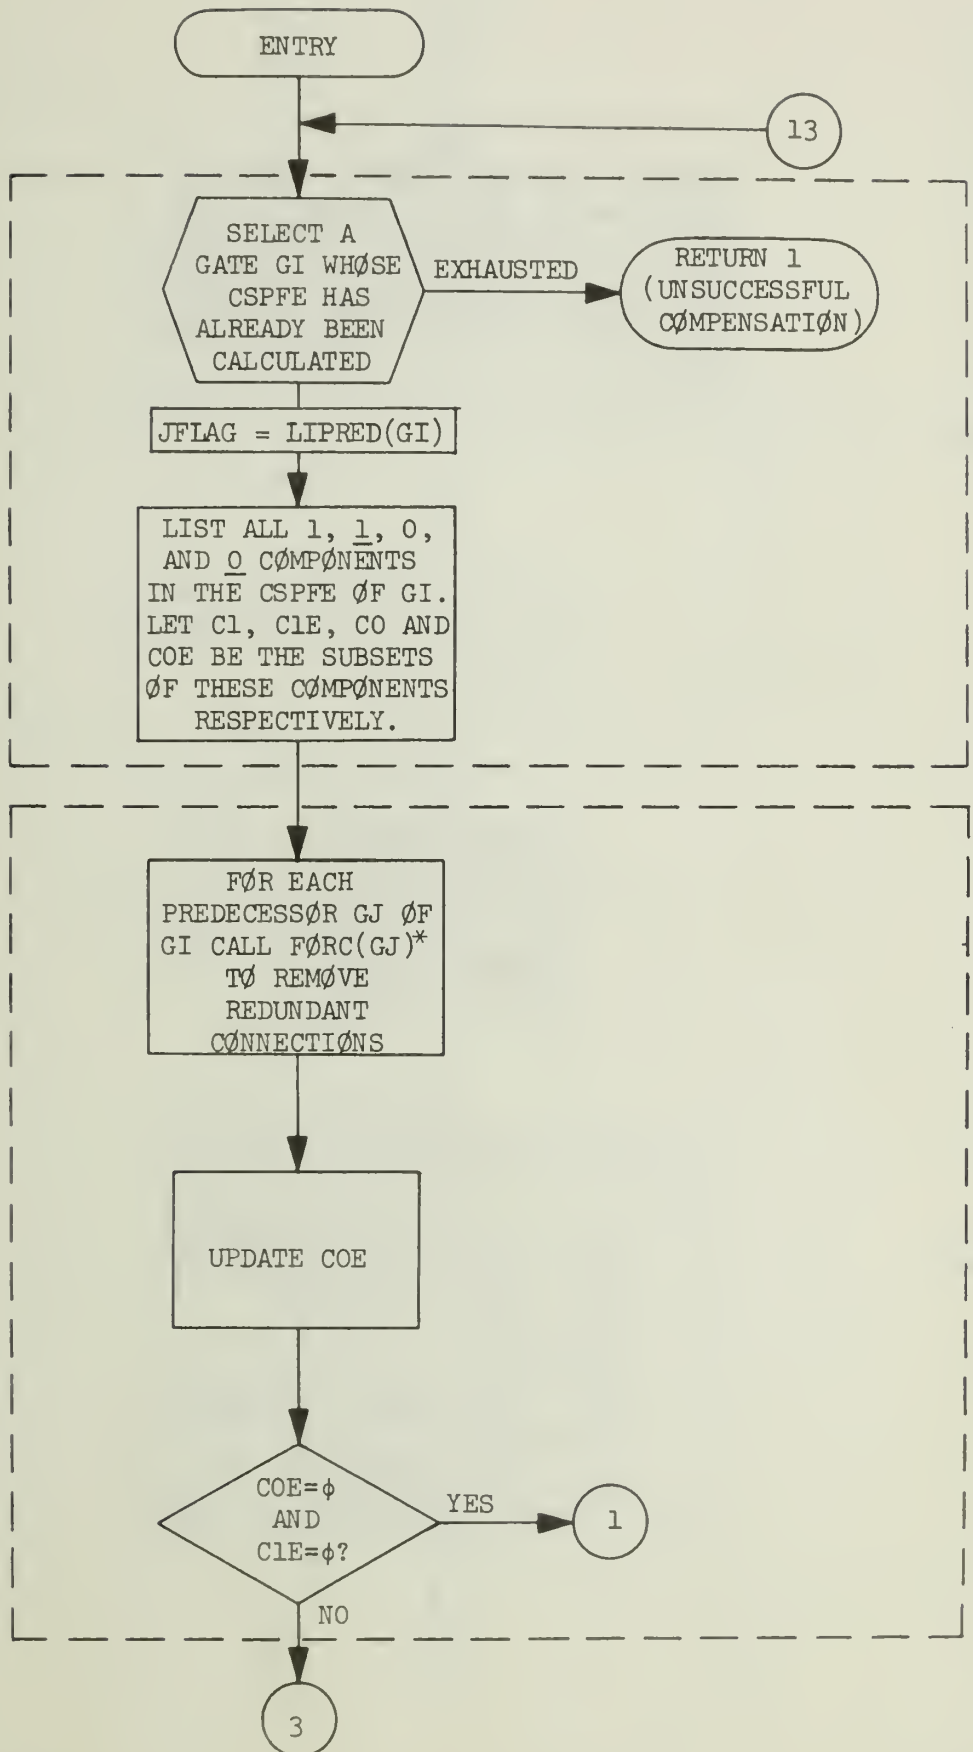 ENTRY
13
SELECT A
GATE GI WHØSE
CSPFE HAS
ALREADY BEEN
CALCULATED
EXHAUSTED
RETURN 1
(UNSUCCESSFUL
CØMPENSATIØN)
JFLAG = LIPRED(GI)
LIST ALL 1, 1, 0,
AND 0 CØMPØNENTS
IN THE CSPFE ØF GI.
LET C1, C1E, CO AND
COE BE THE SUBSETS
ØF THESE CØMPØNENTS
RESPECTIVELY.
FØR EACH
PREDECESSØR GJ ØF
GI CALL FØRC(GJ)*
TØ REMØVE
REDUNDANT
CØNNECTIØNS
UPDATE COE
COE=ϕ
AND
C1E=ϕ?
YES
1
NO
3